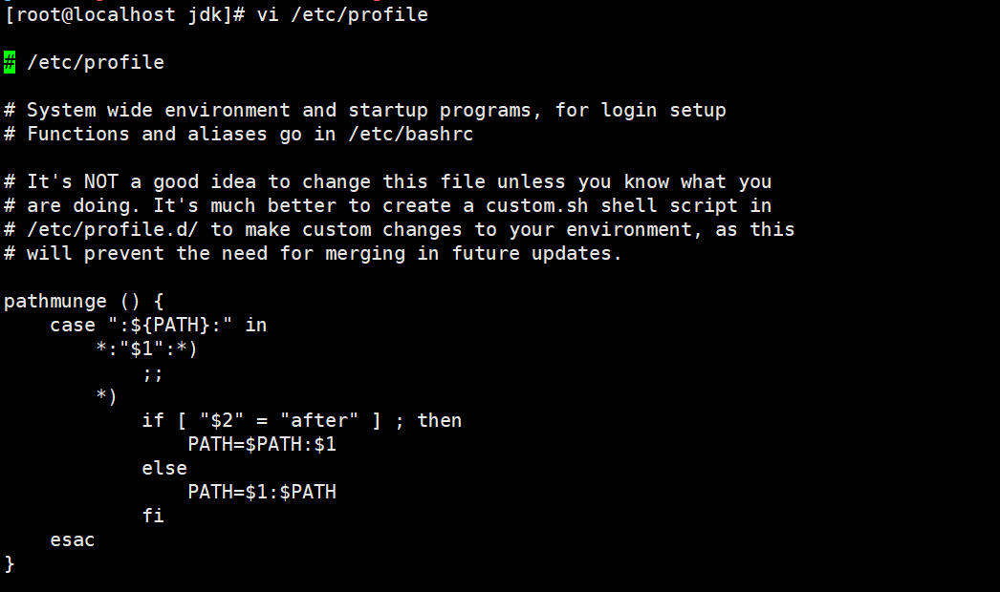 [root@localhost jdk]# vi /etc/profile
# /etc/profile
# System wide environment and startup programs, for login setup
# Functions and aliases go in /etc/bashrc
# It's NOT a good idea to change this file unless you know what you
# are doing. It's much better to create a custom.sh shell script in
# /etc/profile.d/ to make custom changes to your environment, as this
# will prevent the need for merging in future updates.
pathmunge () {
    case ":${PATH}:" in
        *:"$1":*)
            ;;
        *)
            if [ "$2" = "after" ] ; then
                PATH=$PATH:$1
            else
                PATH=$1:$PATH
            fi
    esac
}